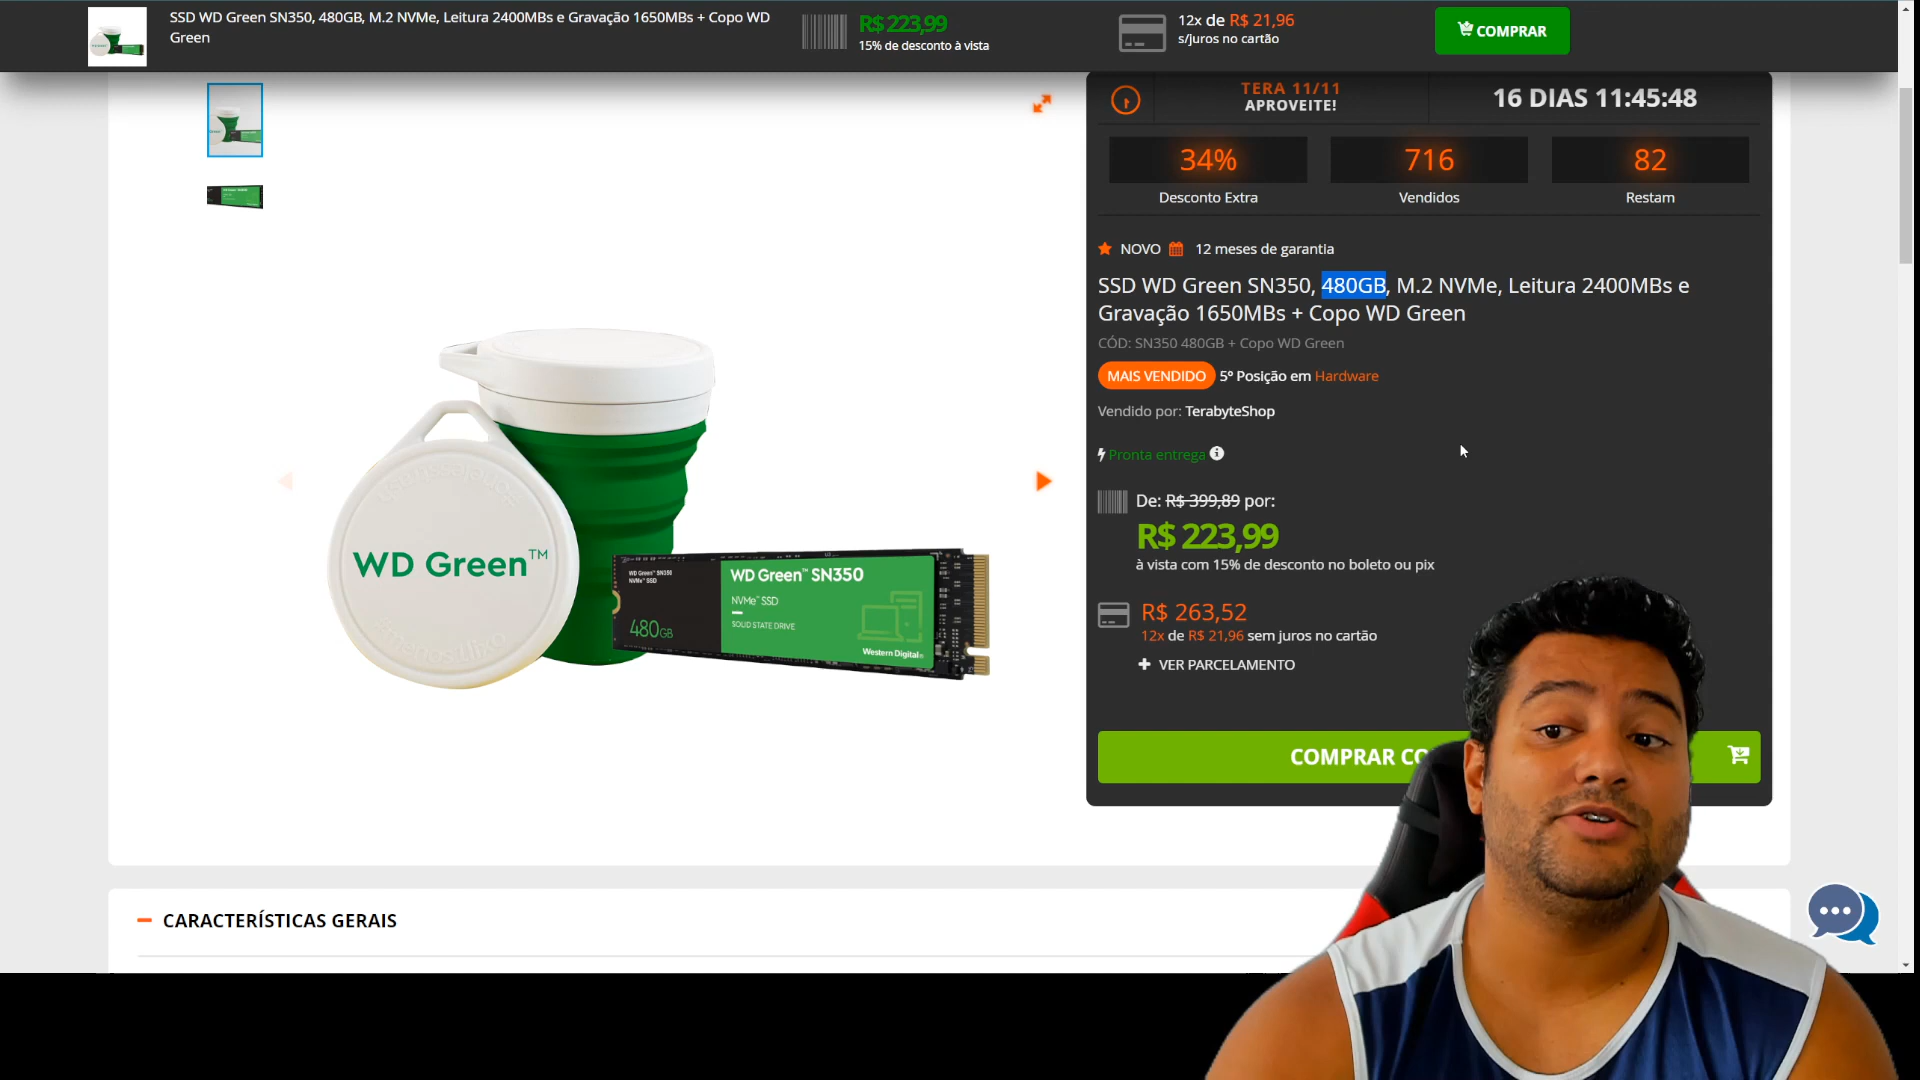 SSD WD Green SN350, 480GB, M.2 NVMe, Leitura 2400MBs e Gravação 1650MBs + Copo WD
Green
R$ 223,99
15% de desconto à vista
12x de R$ 21,96
s/juros no cartão
COMPRAR
TERA 11/11
APROVEITE!
16 DIAS 11:45:48
34%
Desconto Extra
716
Vendidos
82
Restam
NOVO 12 meses de garantia
SSD WD Green SN350, 480GB, M.2 NVMe, Leitura 2400MBs e
Gravação 1650MBs + Copo WD Green
CÓD: SN350 480GB + Copo WD Green
MAIS VENDIDO 5º Posição em Hardware
Vendido por: TerabyteShop
Pronta entrega
De: R$ 399,89 por:
R$ 223,99
à vista com 15% de desconto no boleto ou pix
R$ 263,52
12x de R$ 21,96 sem juros no cartão
+ VER PARCELAMENTO
COMPRAR CO
WD Green™
WD Green™ SN350
NVMe™ SSD
480GB
WD Green™ SN350
NVMe™ SSD
SOLID STATE DRIVE
Western Digital®
CARACTERÍSTICAS GERAIS